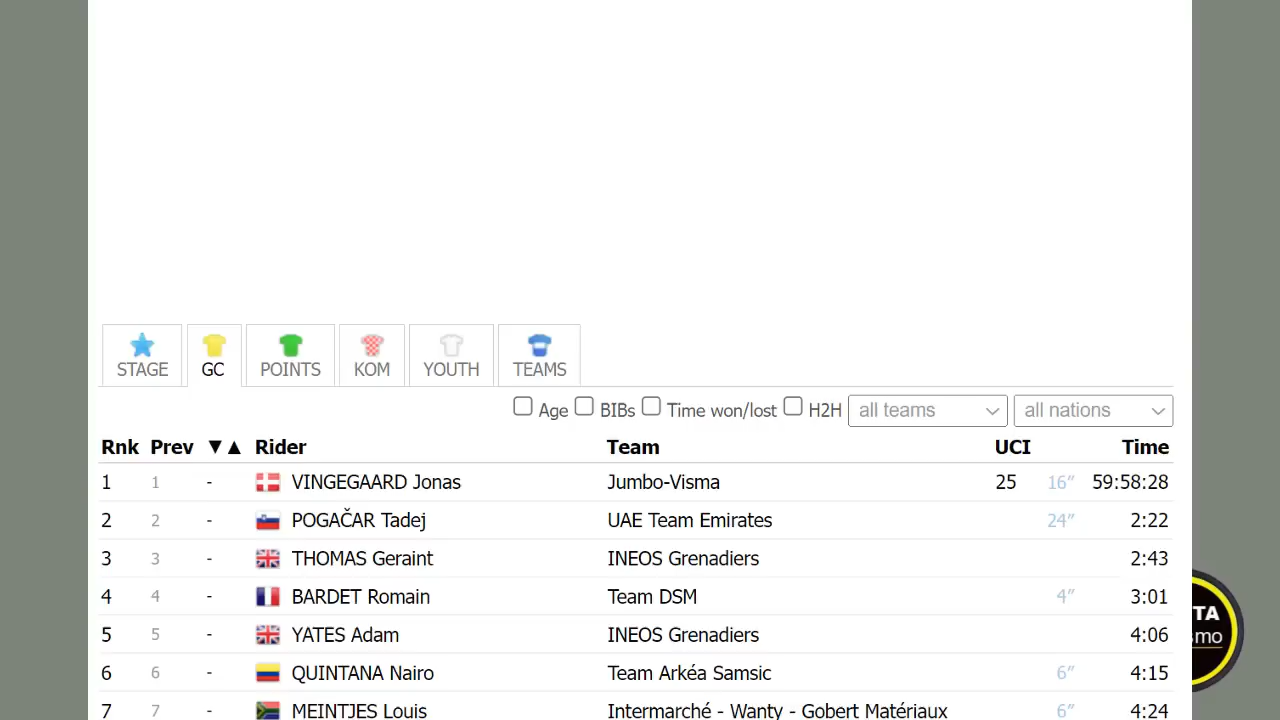 STAGE GC POINTS KOM YOUTH TEAMS
Age BIBs Time won/lost H2H all teams all nations
Rnk Prev ▼▲ Rider Team UCI Time
1 1 - VINGEGAARD Jonas Jumbo-Visma 25 16″ 59:58:28
2 2 - POGAČAR Tadej UAE Team Emirates 24″ 2:22
3 3 - THOMAS Geraint INEOS Grenadiers 2:43
4 4 - BARDET Romain Team DSM 4″ 3:01
TA
5 5 - YATES Adam INEOS Grenadiers 4:06
smo
6 6 - QUINTANA Nairo Team Arkéa Samsic 6″ 4:15
7 7 - MEINTJES Louis Intermarché - Wanty - Gobert Matériaux 6″ 4:24